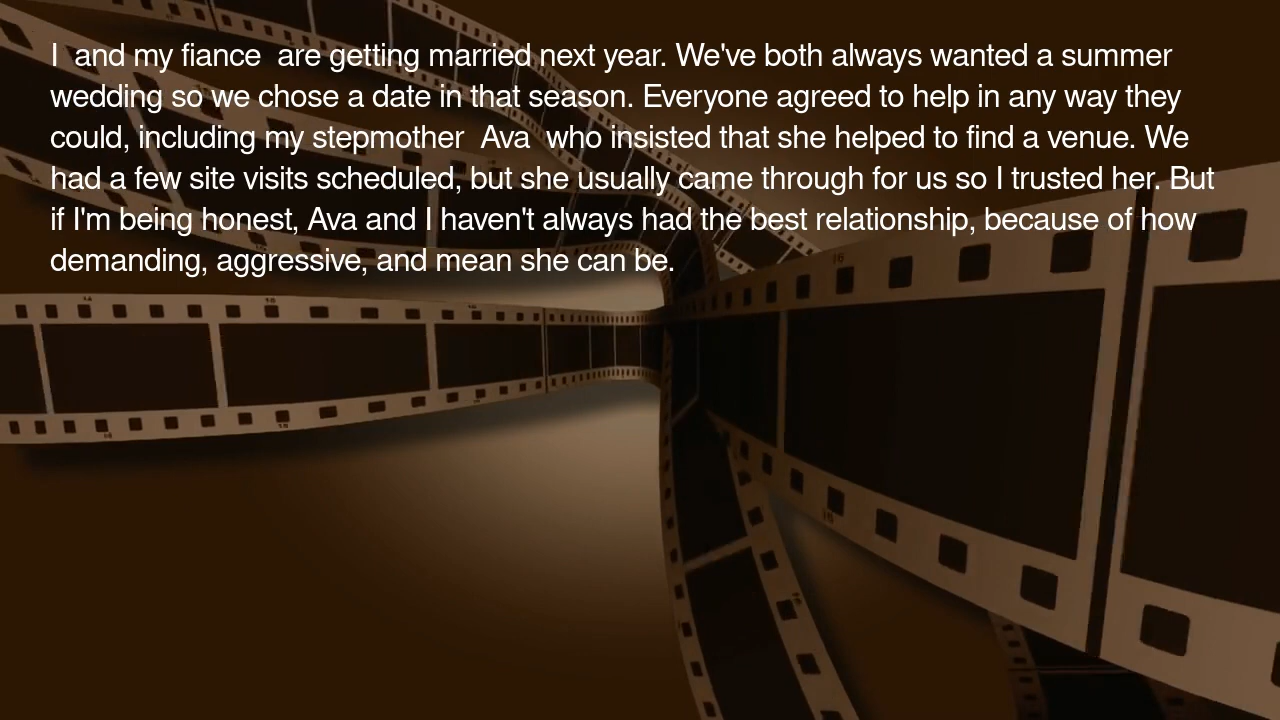 I  and my fiance  are getting married next year. We've both always wanted a summer
wedding so we chose a date in that season. Everyone agreed to help in any way they
could, including my stepmother  Ava  who insisted that she helped to find a venue. We
had a few site visits scheduled, but she usually came through for us so I trusted her. But
if I'm being honest, Ava and I haven't always had the best relationship, because of how
demanding, aggressive, and mean she can be.